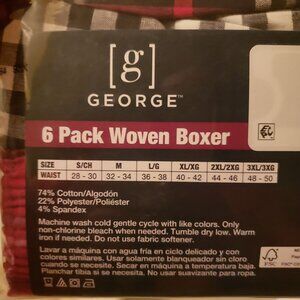 [g]
GEORGE™
6 Pack Woven Boxer
SIZE S/CH M L/G XL/XG 2XL/2XG 3XL/3XG
WAIST 28 - 30 32 - 34 36 - 38 40 - 42 44 - 46 48 - 50
74% Cotton/Algodón
22% Polyester/Poliéster
4% Spandex
Machine wash cold gentle cycle with like colors. Only
non-chlorine bleach when needed. Tumble dry low. Warm
iron if needed. Do not use fabric softener.
Lavar a máquina con agua fría en ciclo delicado y con
colores similares. Usar solamente blanqueador sin cloro
cuando se necesite. Secar en máquina a temperatura baja.
Planchar tibia si se necesita. No usar suavizante para ropa.
FSC